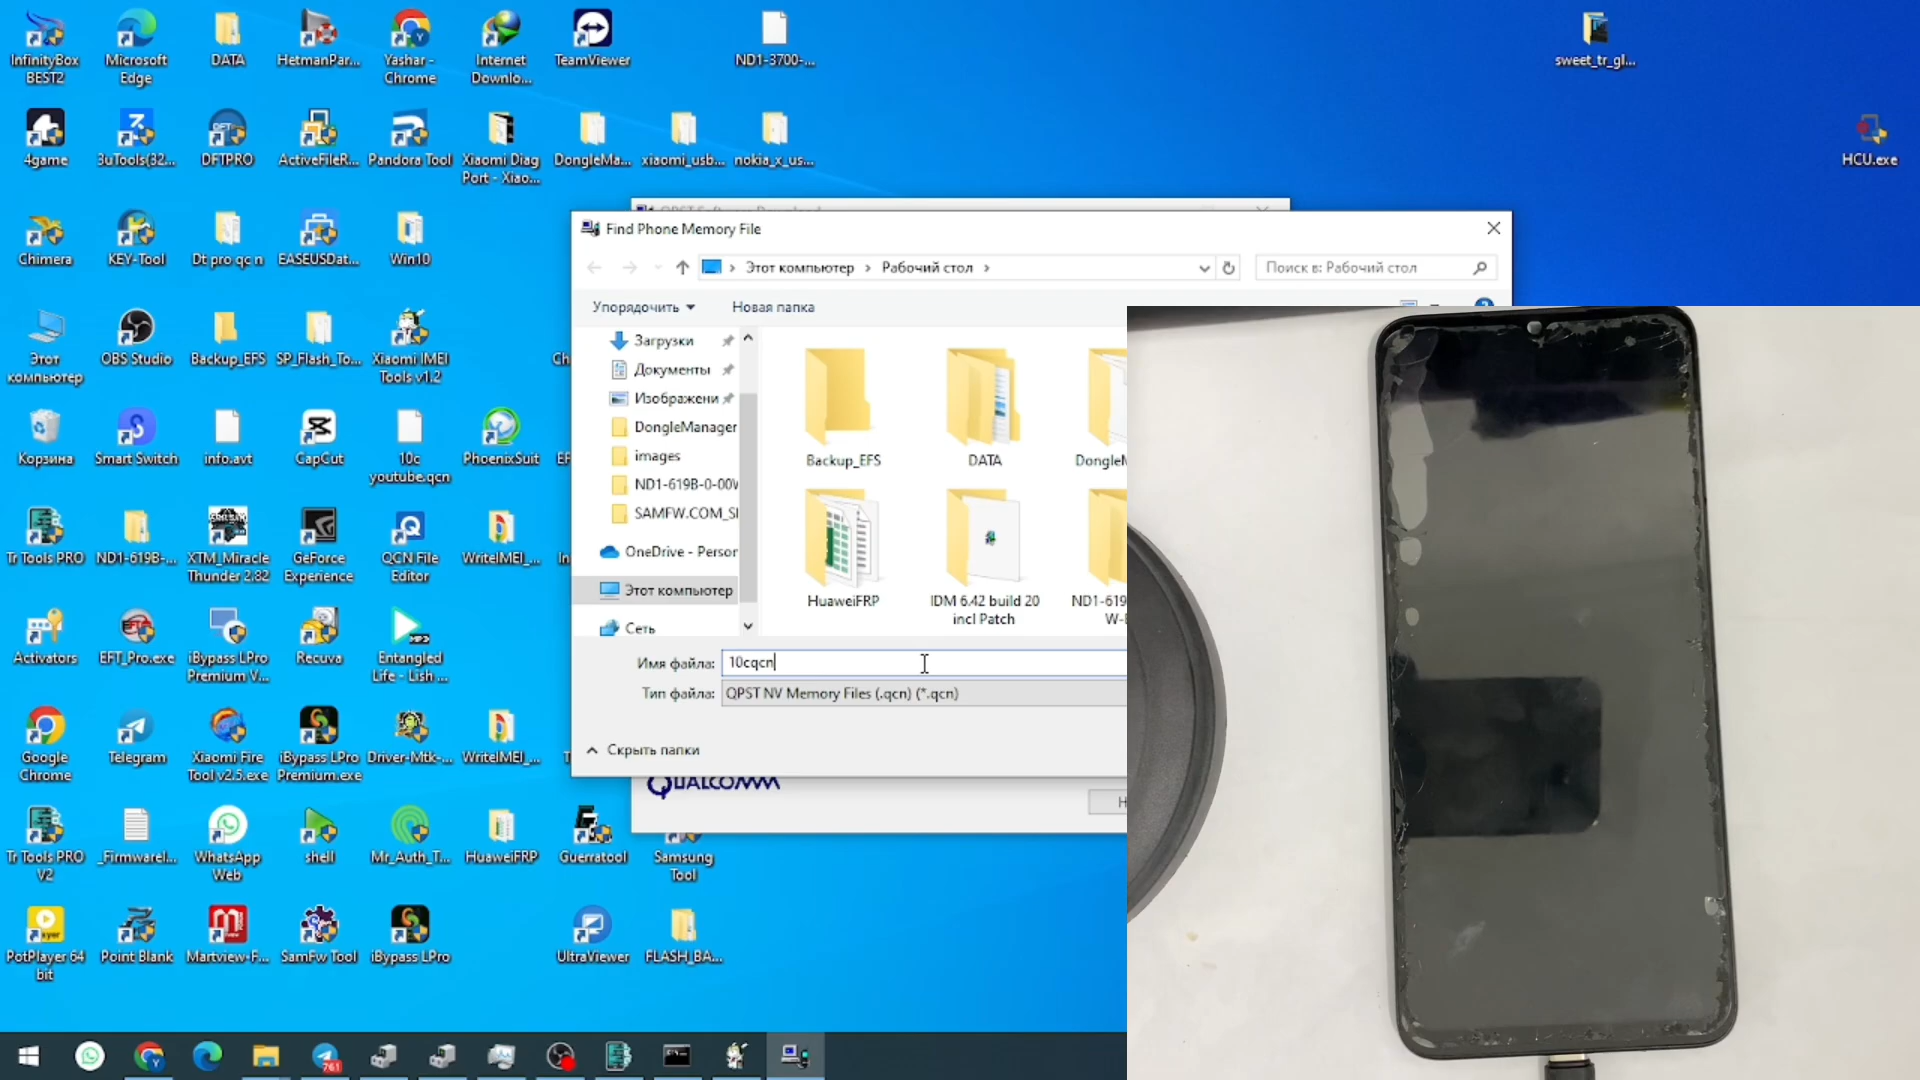 InfinityBox
BEST2
Microsoft
Edge
DATA
HetmanPar...
Yashar -
Chrome
Internet
Downlo...
TeamViewer
ND1-3700-...
sweet_tr_gl...
4game
3uTools(32...
DFTPRO
ActiveFileR...
Pandora Tool
Xiaomi Diag
Port - Xiao...
DongleMa...
xiaomi_usb...
nokia_x_us...
HCU.exe
Chimera
KEY-Tool
Dt pro qc n
EASEUSDat...
Win10
Этот
компьютер
OBS Studio
Backup_EFS
SP_Flash_To...
Xiaomi IMEI
Tools v1.2
Ch
Корзина
Smart Switch
info.avt
CapCut
10c
youtube.qcn
PhoenixSuit
Tr Tools PRO
ND1-619B-...
XTM_Miracle
Thunder 2.82
GeForce
Experience
QCN File
Editor
WriteIMEI_...
In
Activators
EFT_Pro.exe
iBypass LPro
Premium V...
Recuva
Entangled
Life - Lish ...
Google
Chrome
Telegram
Xiaomi Fire
Tool v2.5.exe
iBypass LPro
Premium.exe
Driver-Mtk-...
WriteIMEI_...
T
Tr Tools PRO
V2
_Firmwarel...
WhatsApp
Web
shell
Mr_Auth_T...
HuaweiFRP
Guerratool
Samsung
Tool
PotPlayer 64
bit
Point Blank
Martview-F...
SamFw Tool
iBypass LPro
UltraViewer
FLASH_BA...
Find Phone Memory File
Этот компьютер
Рабочий стол
Поиск в: Рабочий стол
Упорядочить
Новая папка
Загрузки
Документы
Изображени
DongleManager
images
ND1-619B-0-00W
SAMFW.COM_SI
OneDrive - Person
Этот компьютер
Сеть
Backup_EFS
DATA
DongleM
HuaweiFRP
IDM 6.42 build 20
incl Patch
ND1-619
W-E
Имя файла:
10cqcn
Тип файла:
QPST NV Memory Files (.qcn) (*.qcn)
Скрыть папки
QUALCOMM
761